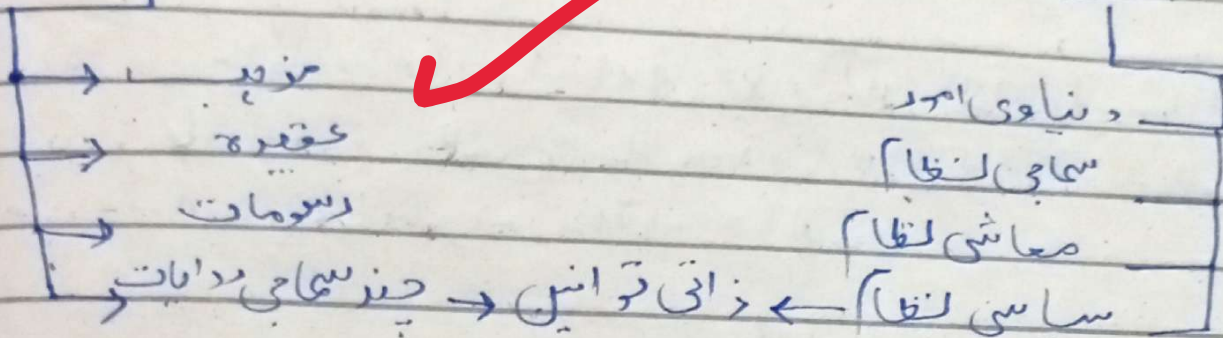 دنیاوی امور مذہب
سماجی نظام عقیدہ
معاشی نظام رسومات
سیاسی نظام ← ذاتی قوانین → چند سماجی روایات